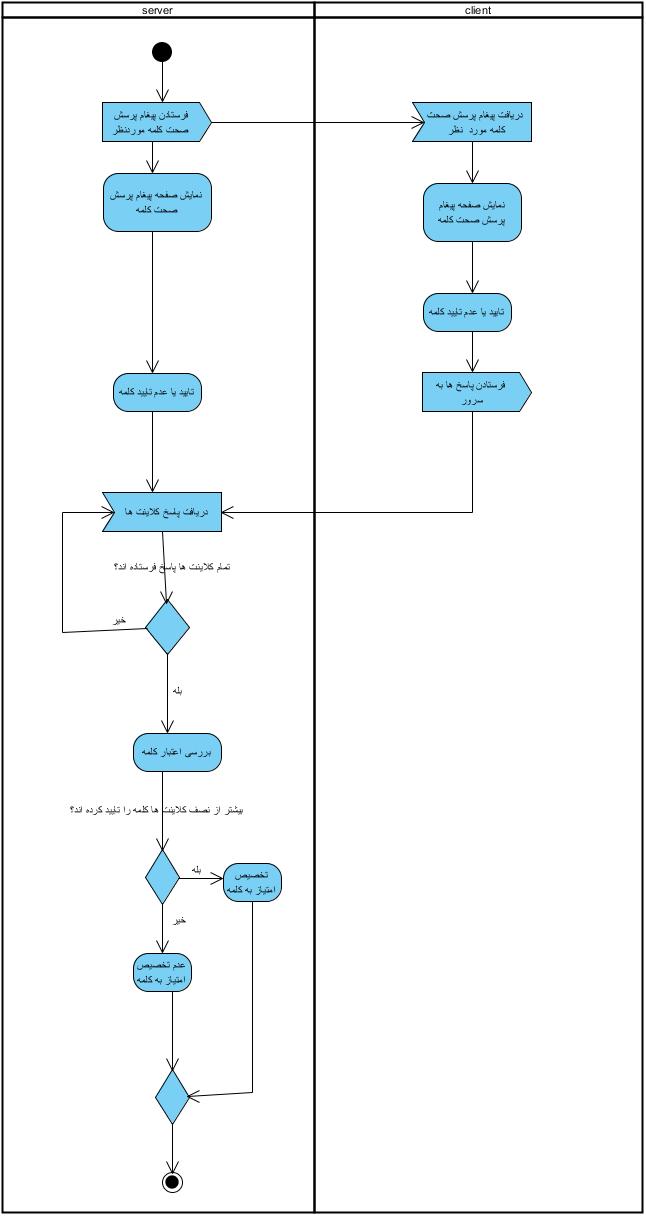 server
client
فرستادن پیغام پرسش
صحت کلمه موردنظر
دریافت پیغام پرسش صحت
کلمه مورد نظر
نمایش صفحه پیغام پرسش
صحت کلمه
نمایش صفحه پیغام
پرسش صحت کلمه
تایید یا عدم تایید کلمه
فرستادن پاسخ ها به
سرور
تایید یا عدم تایید کلمه
دریافت پاسخ کلاینت ها
تمام کلاینت ها پاسخ فرستاده اند؟
خیر
بله
بررسی اعتبار کلمه
بیشتر از نصف کلاینت ها کلمه را تایید کرده اند؟
بله
تخصیص
امتیاز به کلمه
خیر
عدم تخصیص
امتیاز به کلمه